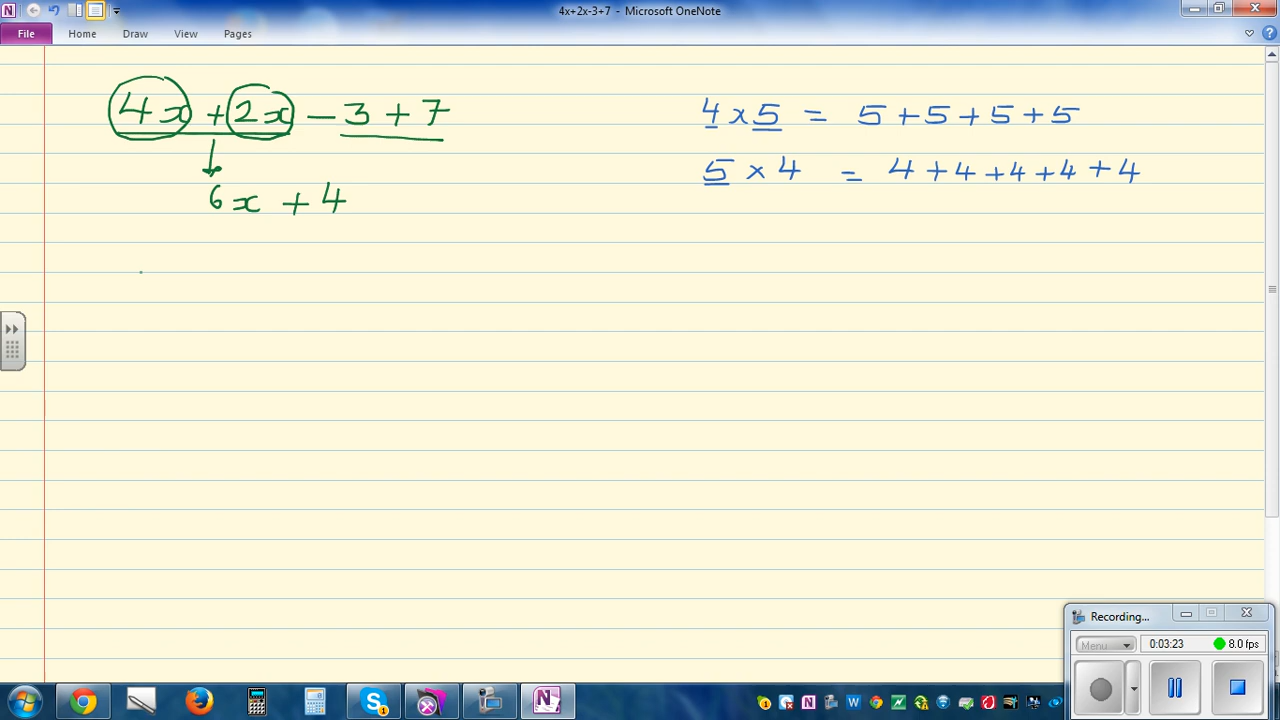 4x+2x-3+7 - Microsoft OneNote
File Home Draw View Pages
4x + 2x - 3 + 7
6x + 4
4 x 5 = 5 + 5 + 5 + 5
5 x 4 = 4 + 4 + 4 + 4 + 4
Recording...
Menu 0:03:23 8.0 fps